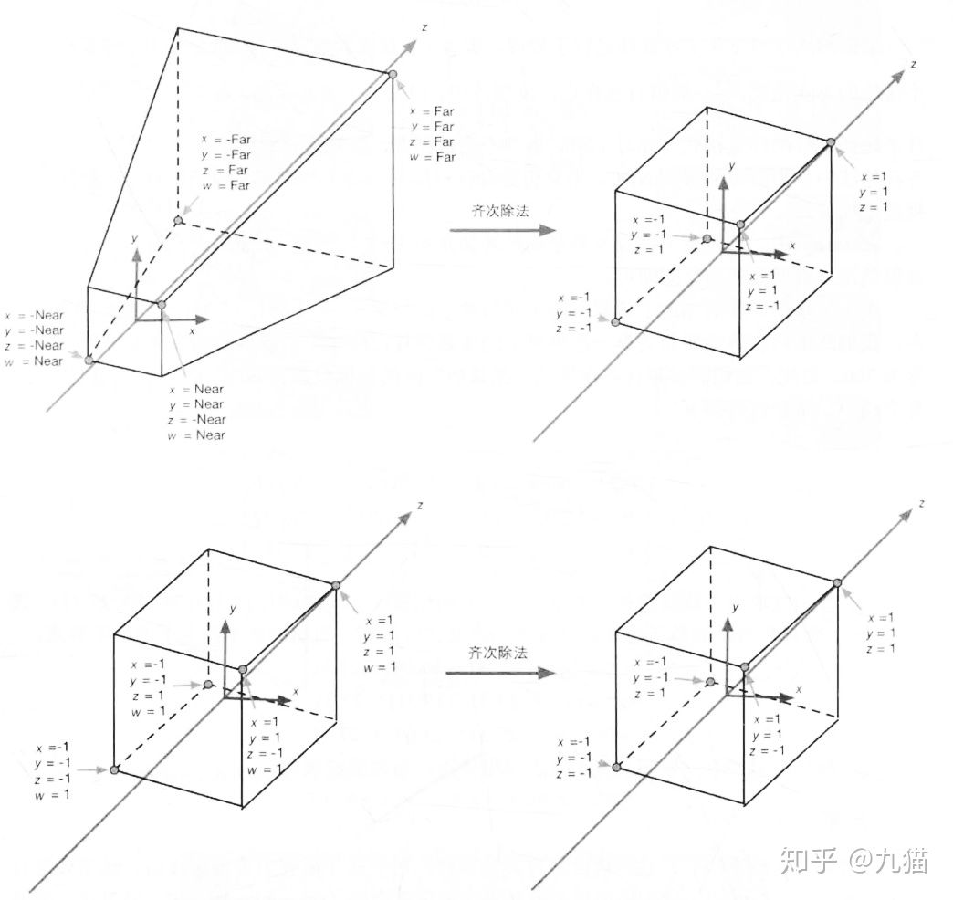 z
x = Far
y = Far
z = Far
w = Far
x = -Far
y = -Far
z = Far
w = Far
y
x
x = -Near
y = -Near
z = -Near
w = Near
x = Near
y = Near
z = -Near
w = Near
齐次除法
z
x=1
y=1
z=1
y
x
x=-1
y=-1
z=1
x=1
y=1
z=-1
x=-1
y=-1
z=-1
z
x=1
y=1
z=1
w=1
y
x
x=-1
y=-1
z=1
w=1
x=1
y=1
z=-1
w=1
x=-1
y=-1
z=-1
w=1
齐次除法
z
x=1
y=1
z=1
y
x
x=-1
y=-1
z=1
x=1
y=1
z=-1
x=-1
y=-1
z=-1
知乎 @九猫